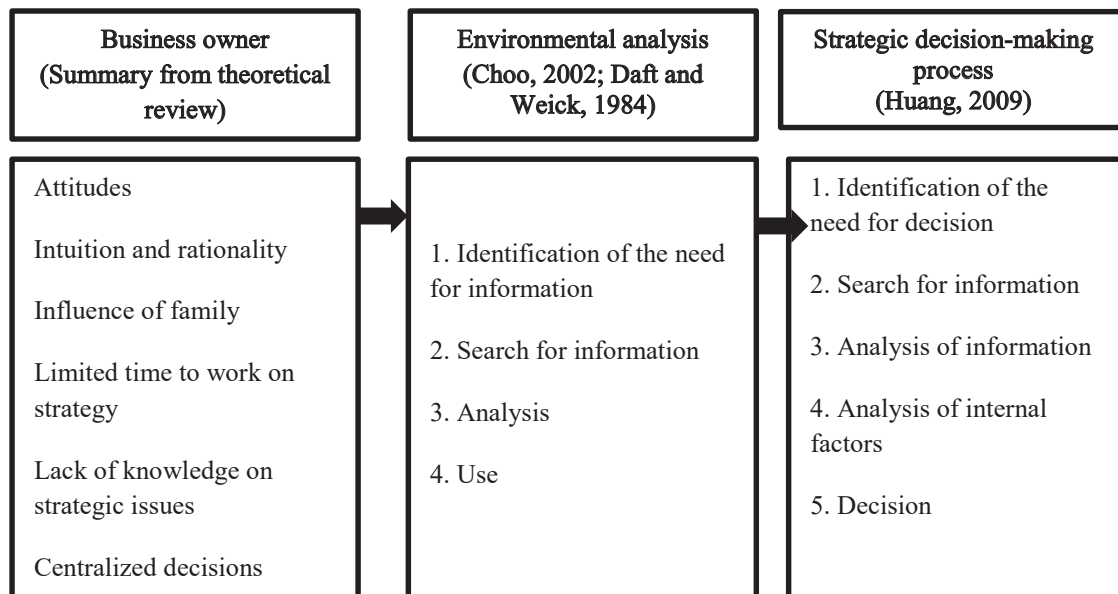 Business owner
(Summary from theoretical
review)
Environmental analysis
(Choo, 2002; Daft and
Weick, 1984)
Strategic decision-making
process
(Huang, 2009)
Attitudes
Intuition and rationality
Influence of family
Limited time to work on
strategy
Lack of knowledge on
strategic issues
Centralized decisions
1. Identification of the need
for information
2. Search for information
3. Analysis
4. Use
1. Identification of the
need for decision
2. Search for information
3. Analysis of information
4. Analysis of internal
factors
5. Decision